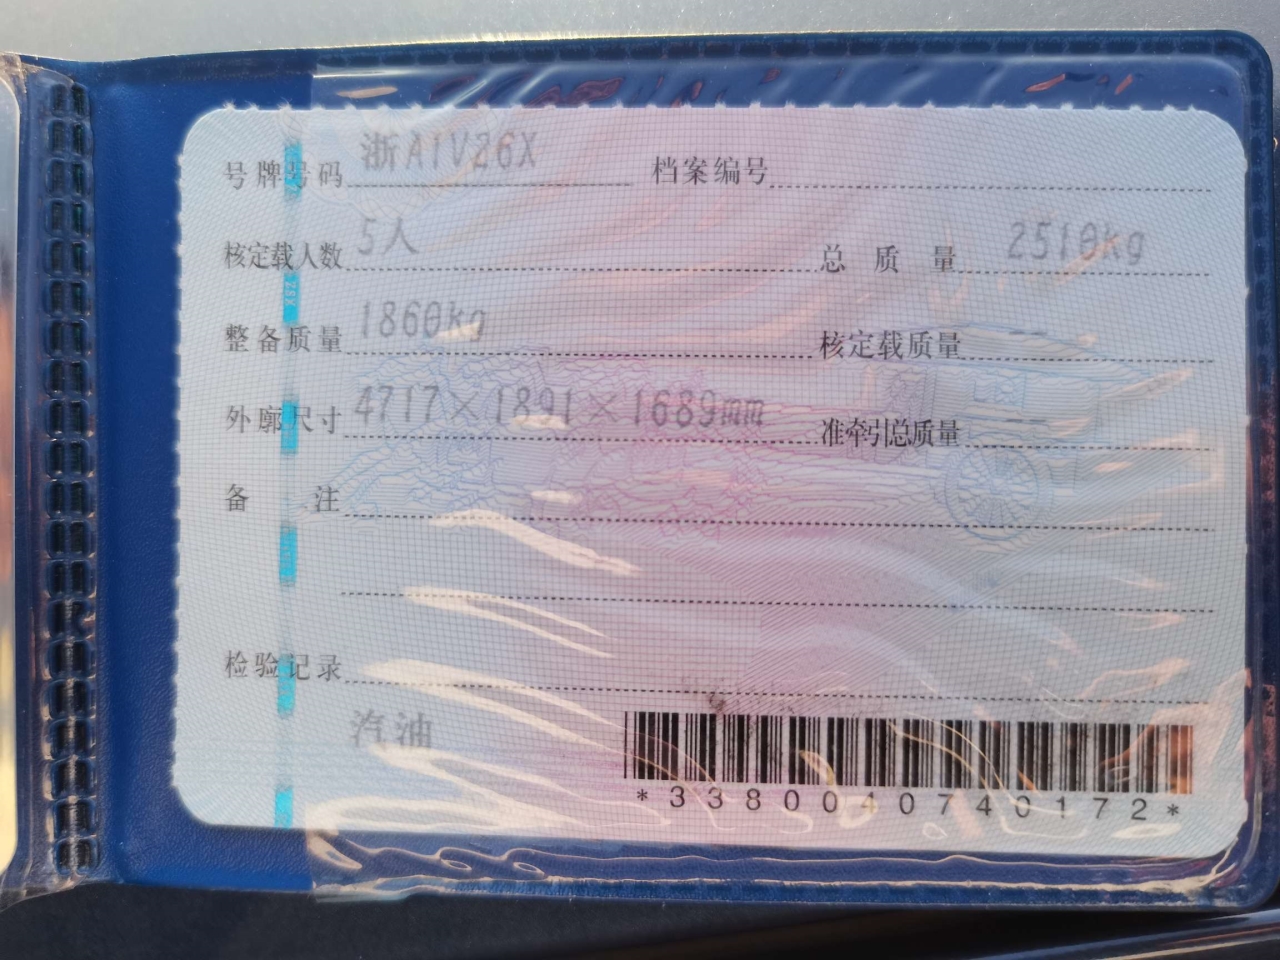 号牌号码 浙A1V26X 档案编号
核定载人数 5人 总质量 2510kg
整备质量 1860kg 核定载质量 --
外廓尺寸 4717×1891×1689mm 准牵引总质量 --
备注
检验记录
汽油
*3380040740172*